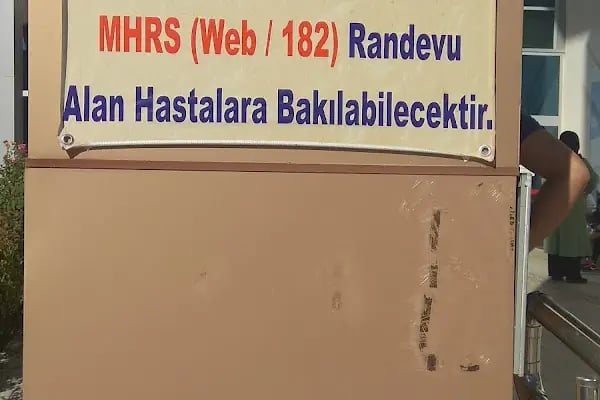 MHRS (Web / 182) Randevu
Alan Hastalara Bakılabilecektir.